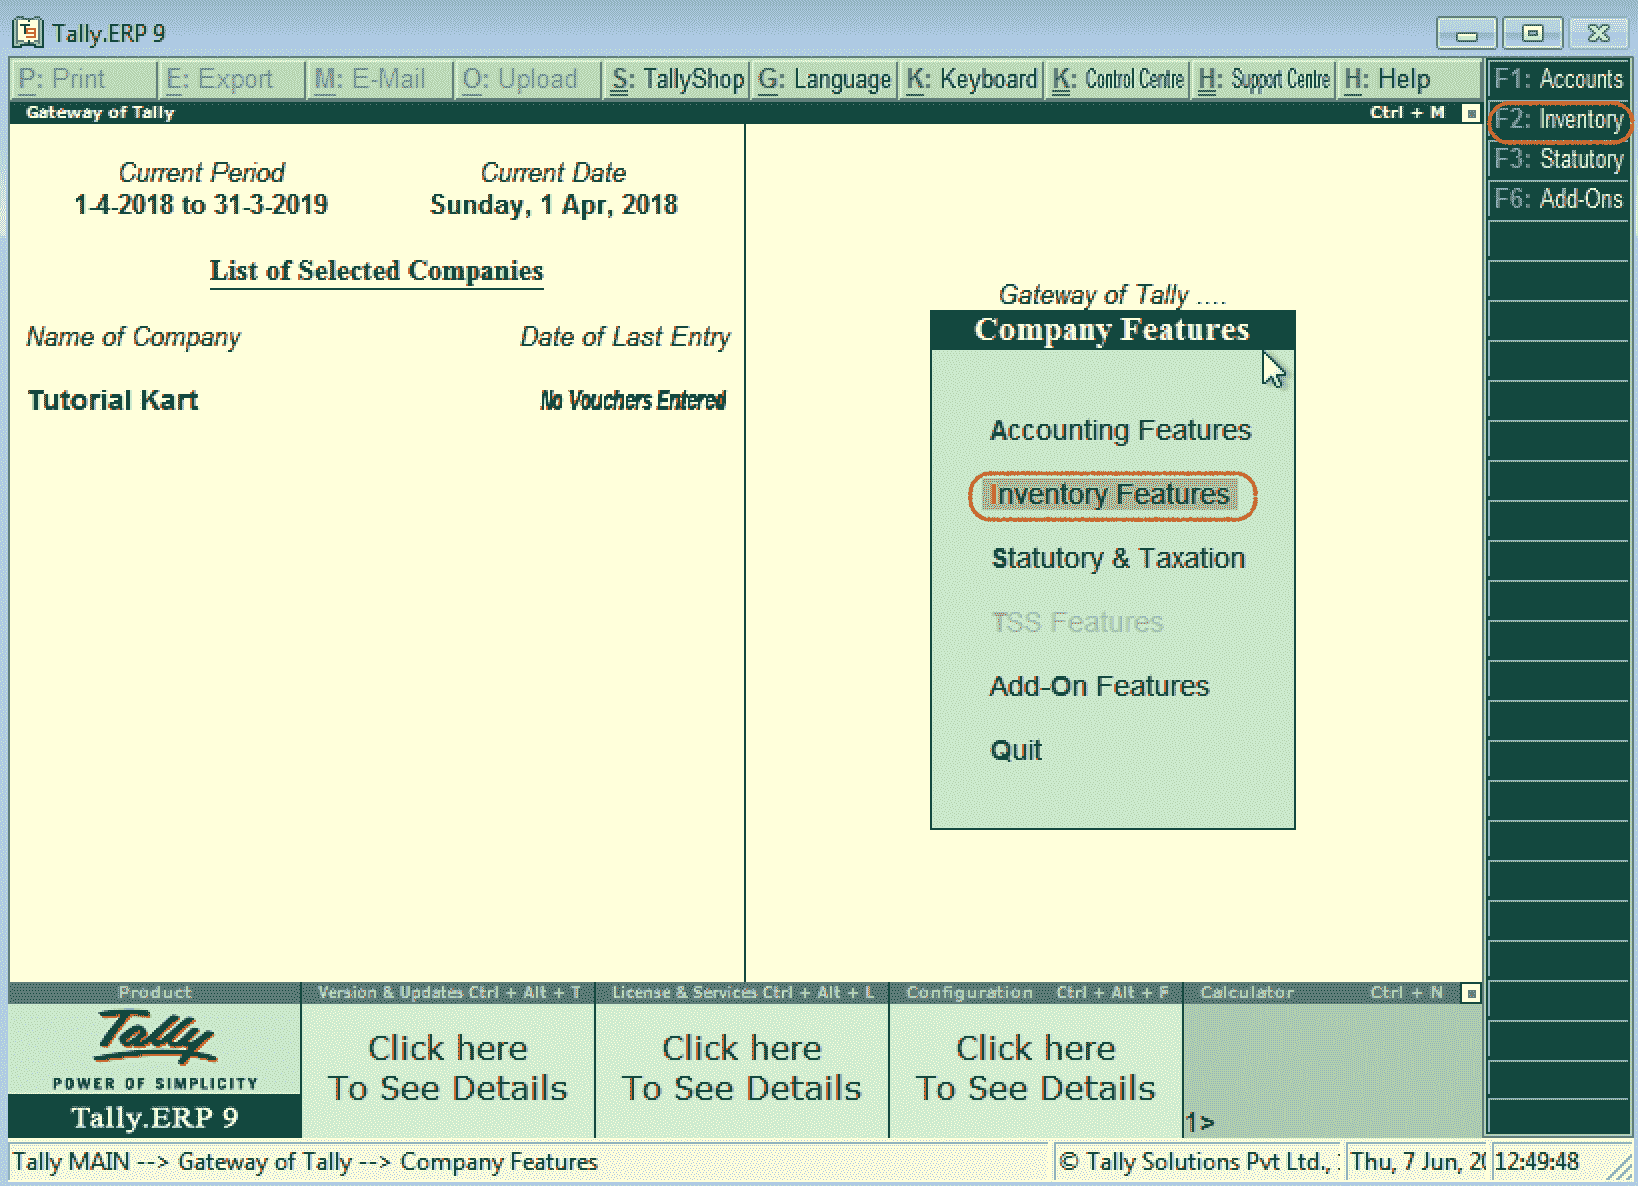 Tally.ERP 9
P: Print E: Export M: E-Mail O: Upload S: TallyShop G: Language K: Keyboard K: Control Centre H: Support Centre H: Help
F1: Accounts
F2: Inventory
F3: Statutory
F6: Add-Ons
Gateway of Tally Ctrl + M
Current Period Current Date
1-4-2018 to 31-3-2019 Sunday, 1 Apr, 2018
List of Selected Companies
Name of Company Date of Last Entry
Tutorial Kart No Vouchers Entered
Gateway of Tally ....
Company Features
Accounting Features
Inventory Features
Statutory & Taxation
TSS Features
Add-On Features
Quit
Product
Tally
POWER OF SIMPLICITY
Tally.ERP 9
Version & Updates Ctrl + Alt + T
Click here
To See Details
License & Services Ctrl + Alt + L
Click here
To See Details
Configuration Ctrl + Alt + F
Click here
To See Details
Calculator Ctrl + N
1>
Tally MAIN --> Gateway of Tally --> Company Features © Tally Solutions Pvt Ltd., Thu, 7 Jun, 12:49:48